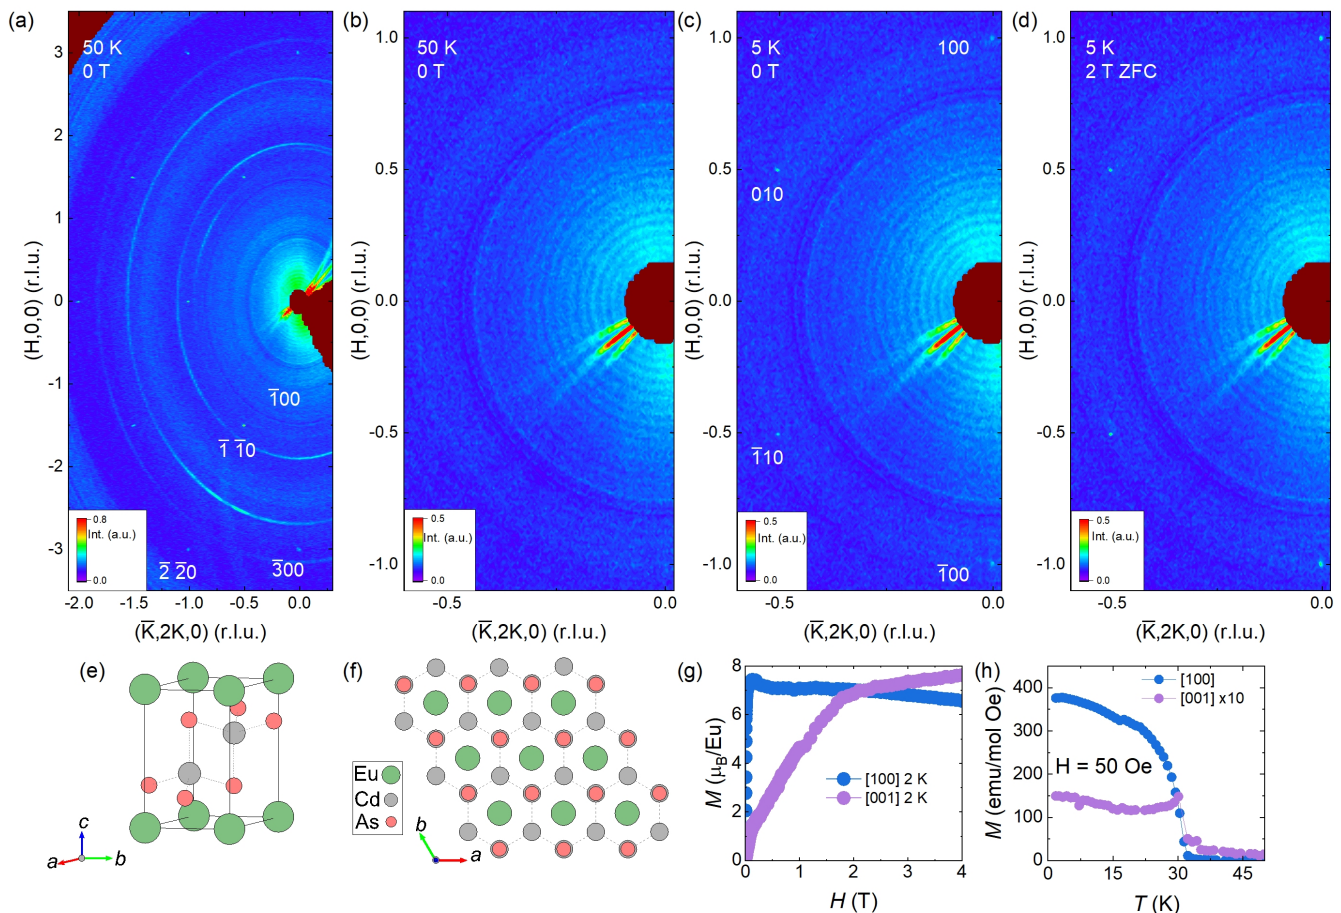 (a)
50 K
0 T
(H,0,0) (r.l.u.)
3
2
1
0
-1
-2
-3
1̅00
1̅ 1̅0
2̅ 2̅0
3̅00
0.8
Int. (a.u.)
0.0
-2.0 -1.5 -1.0 -0.5 0.0
(K̅,2K,0) (r.l.u.)
(b)
50 K
0 T
(H,0,0) (r.l.u.)
1.0
0.5
0.0
-0.5
-1.0
0.5
Int. (a.u.)
0.0
-0.5 0.0
(K̅,2K,0) (r.l.u.)
(c)
5 K
0 T
100
010
1̅10
1̅00
(H,0,0) (r.l.u.)
1.0
0.5
0.0
-0.5
-1.0
0.5
Int. (a.u.)
0.0
-0.5 0.0
(K̅,2K,0) (r.l.u.)
(d)
5 K
2 T ZFC
(H,0,0) (r.l.u.)
1.0
0.5
0.0
-0.5
-1.0
0.5
Int. (a.u.)
0.0
-0.5 0.0
(K̅,2K,0) (r.l.u.)
(e)
c
a b
(f)
Eu
Cd
As
b
a
(g)
M (μB/Eu)
8
6
4
2
0
[100] 2 K
[001] 2 K
0 1 2 3 4
H (T)
(h)
M (emu/mol Oe)
400
300
200
100
0
[100]
[001] x10
H = 50 Oe
0 15 30 45
T (K)